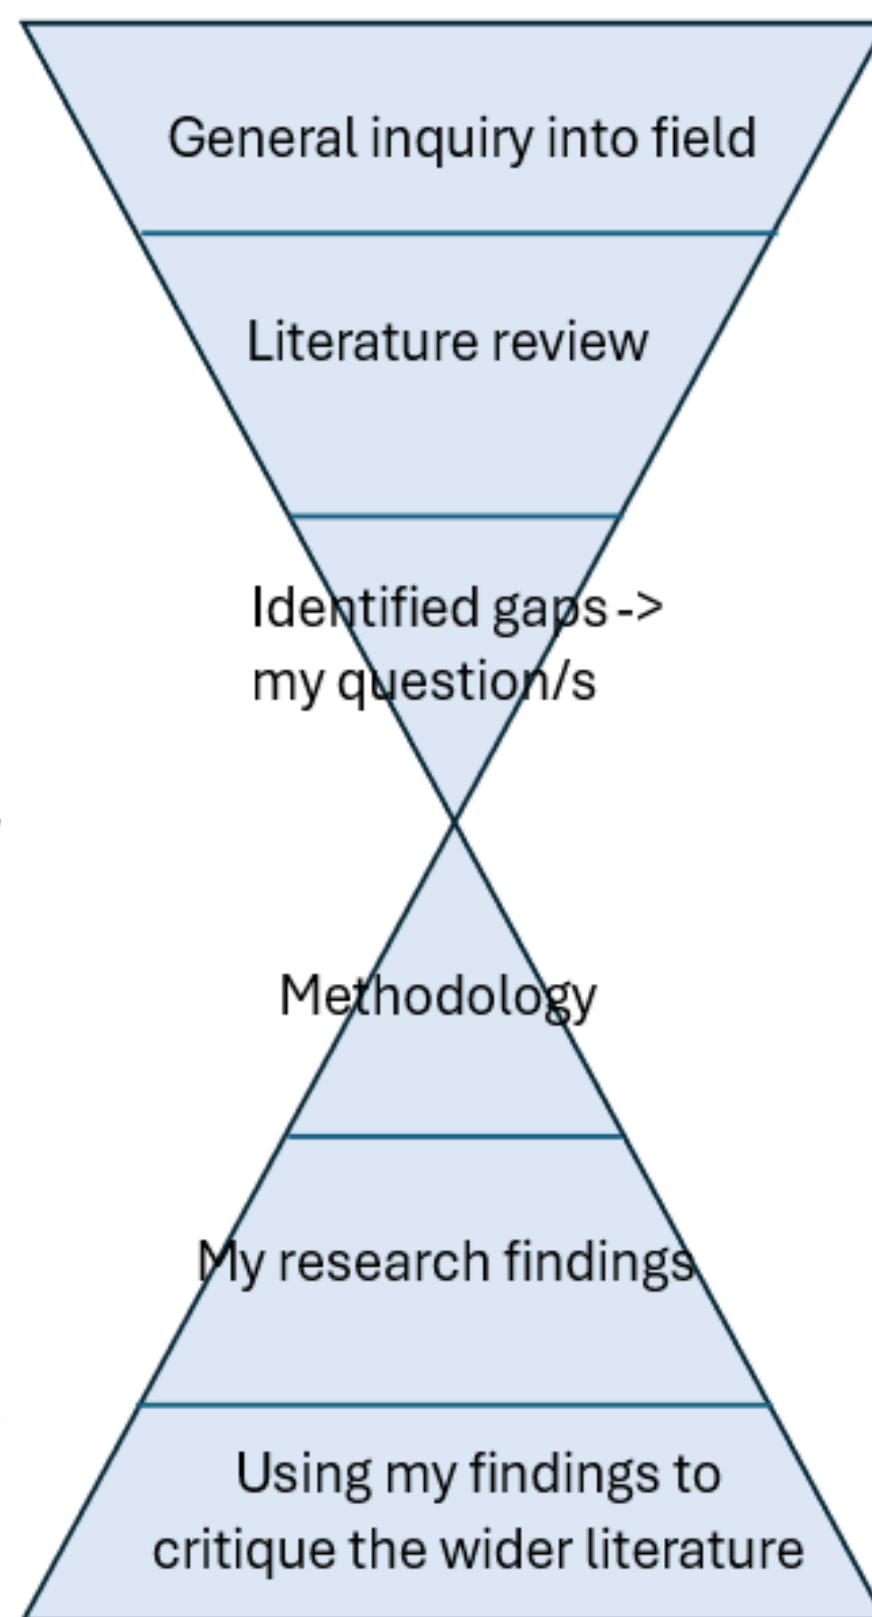 General inquiry into field
Literature review
Identified gaps ->
my question/s
Methodology
My research findings
Using my findings to
critique the wider literature